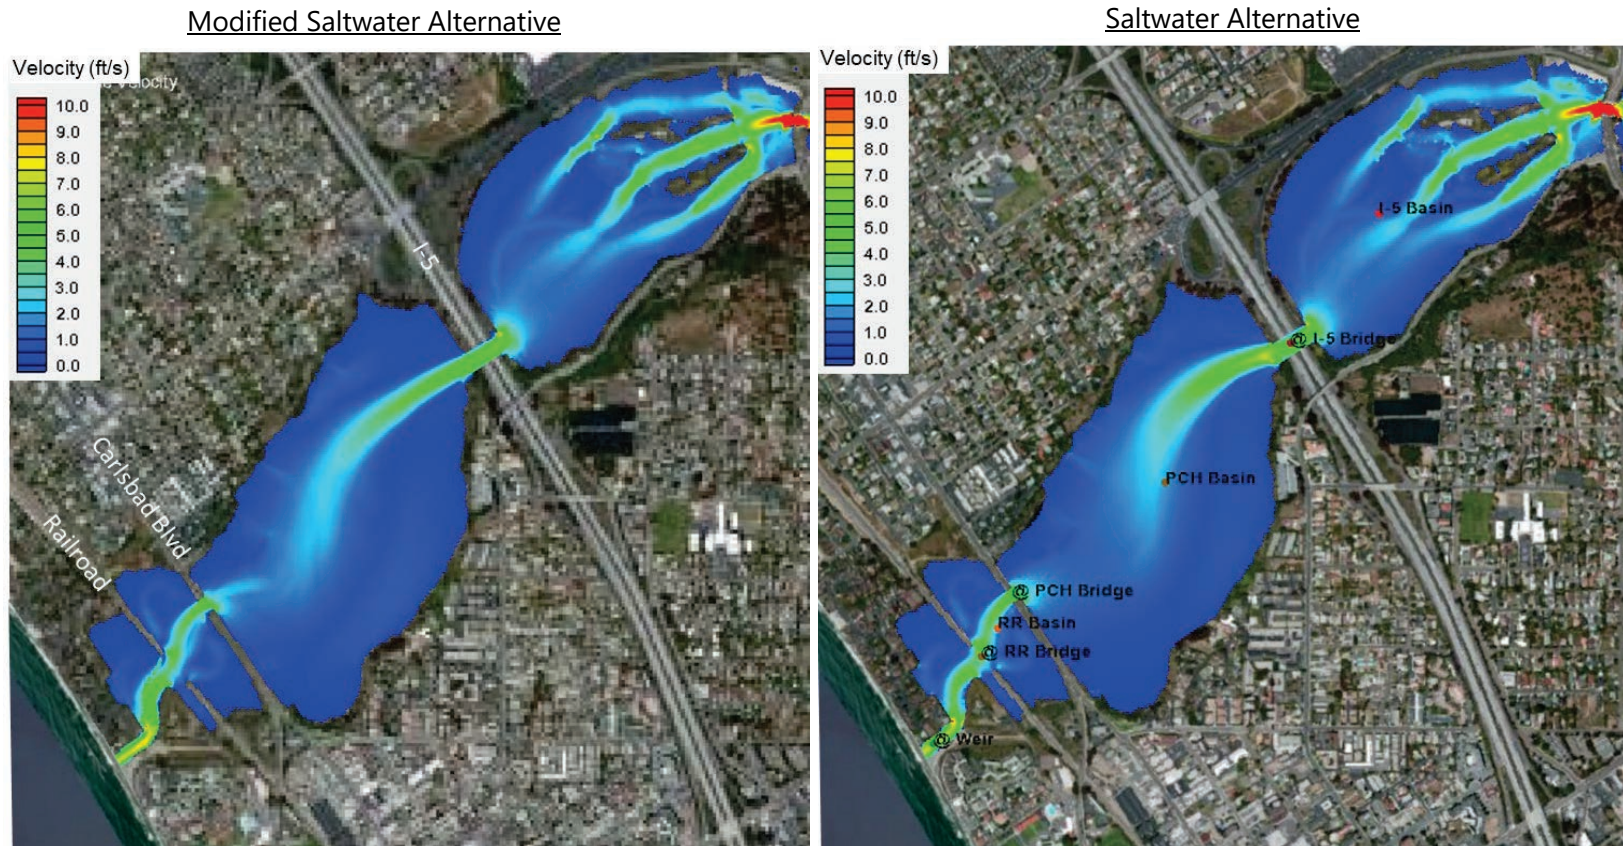 Modified Saltwater Alternative
Saltwater Alternative
Velocity (ft/s)
Velocity
10.0
9.0
8.0
7.0
6.0
5.0
4.0
3.0
2.0
1.0
0.0
I-5
Carlsbad Blvd
Railroad
Velocity (ft/s)
10.0
9.0
8.0
7.0
6.0
5.0
4.0
3.0
2.0
1.0
0.0
I-5 Basin
@ I-5 Bridge
PCH Basin
@ PCH Bridge
RR Basin
@ RR Bridge
@ Weir